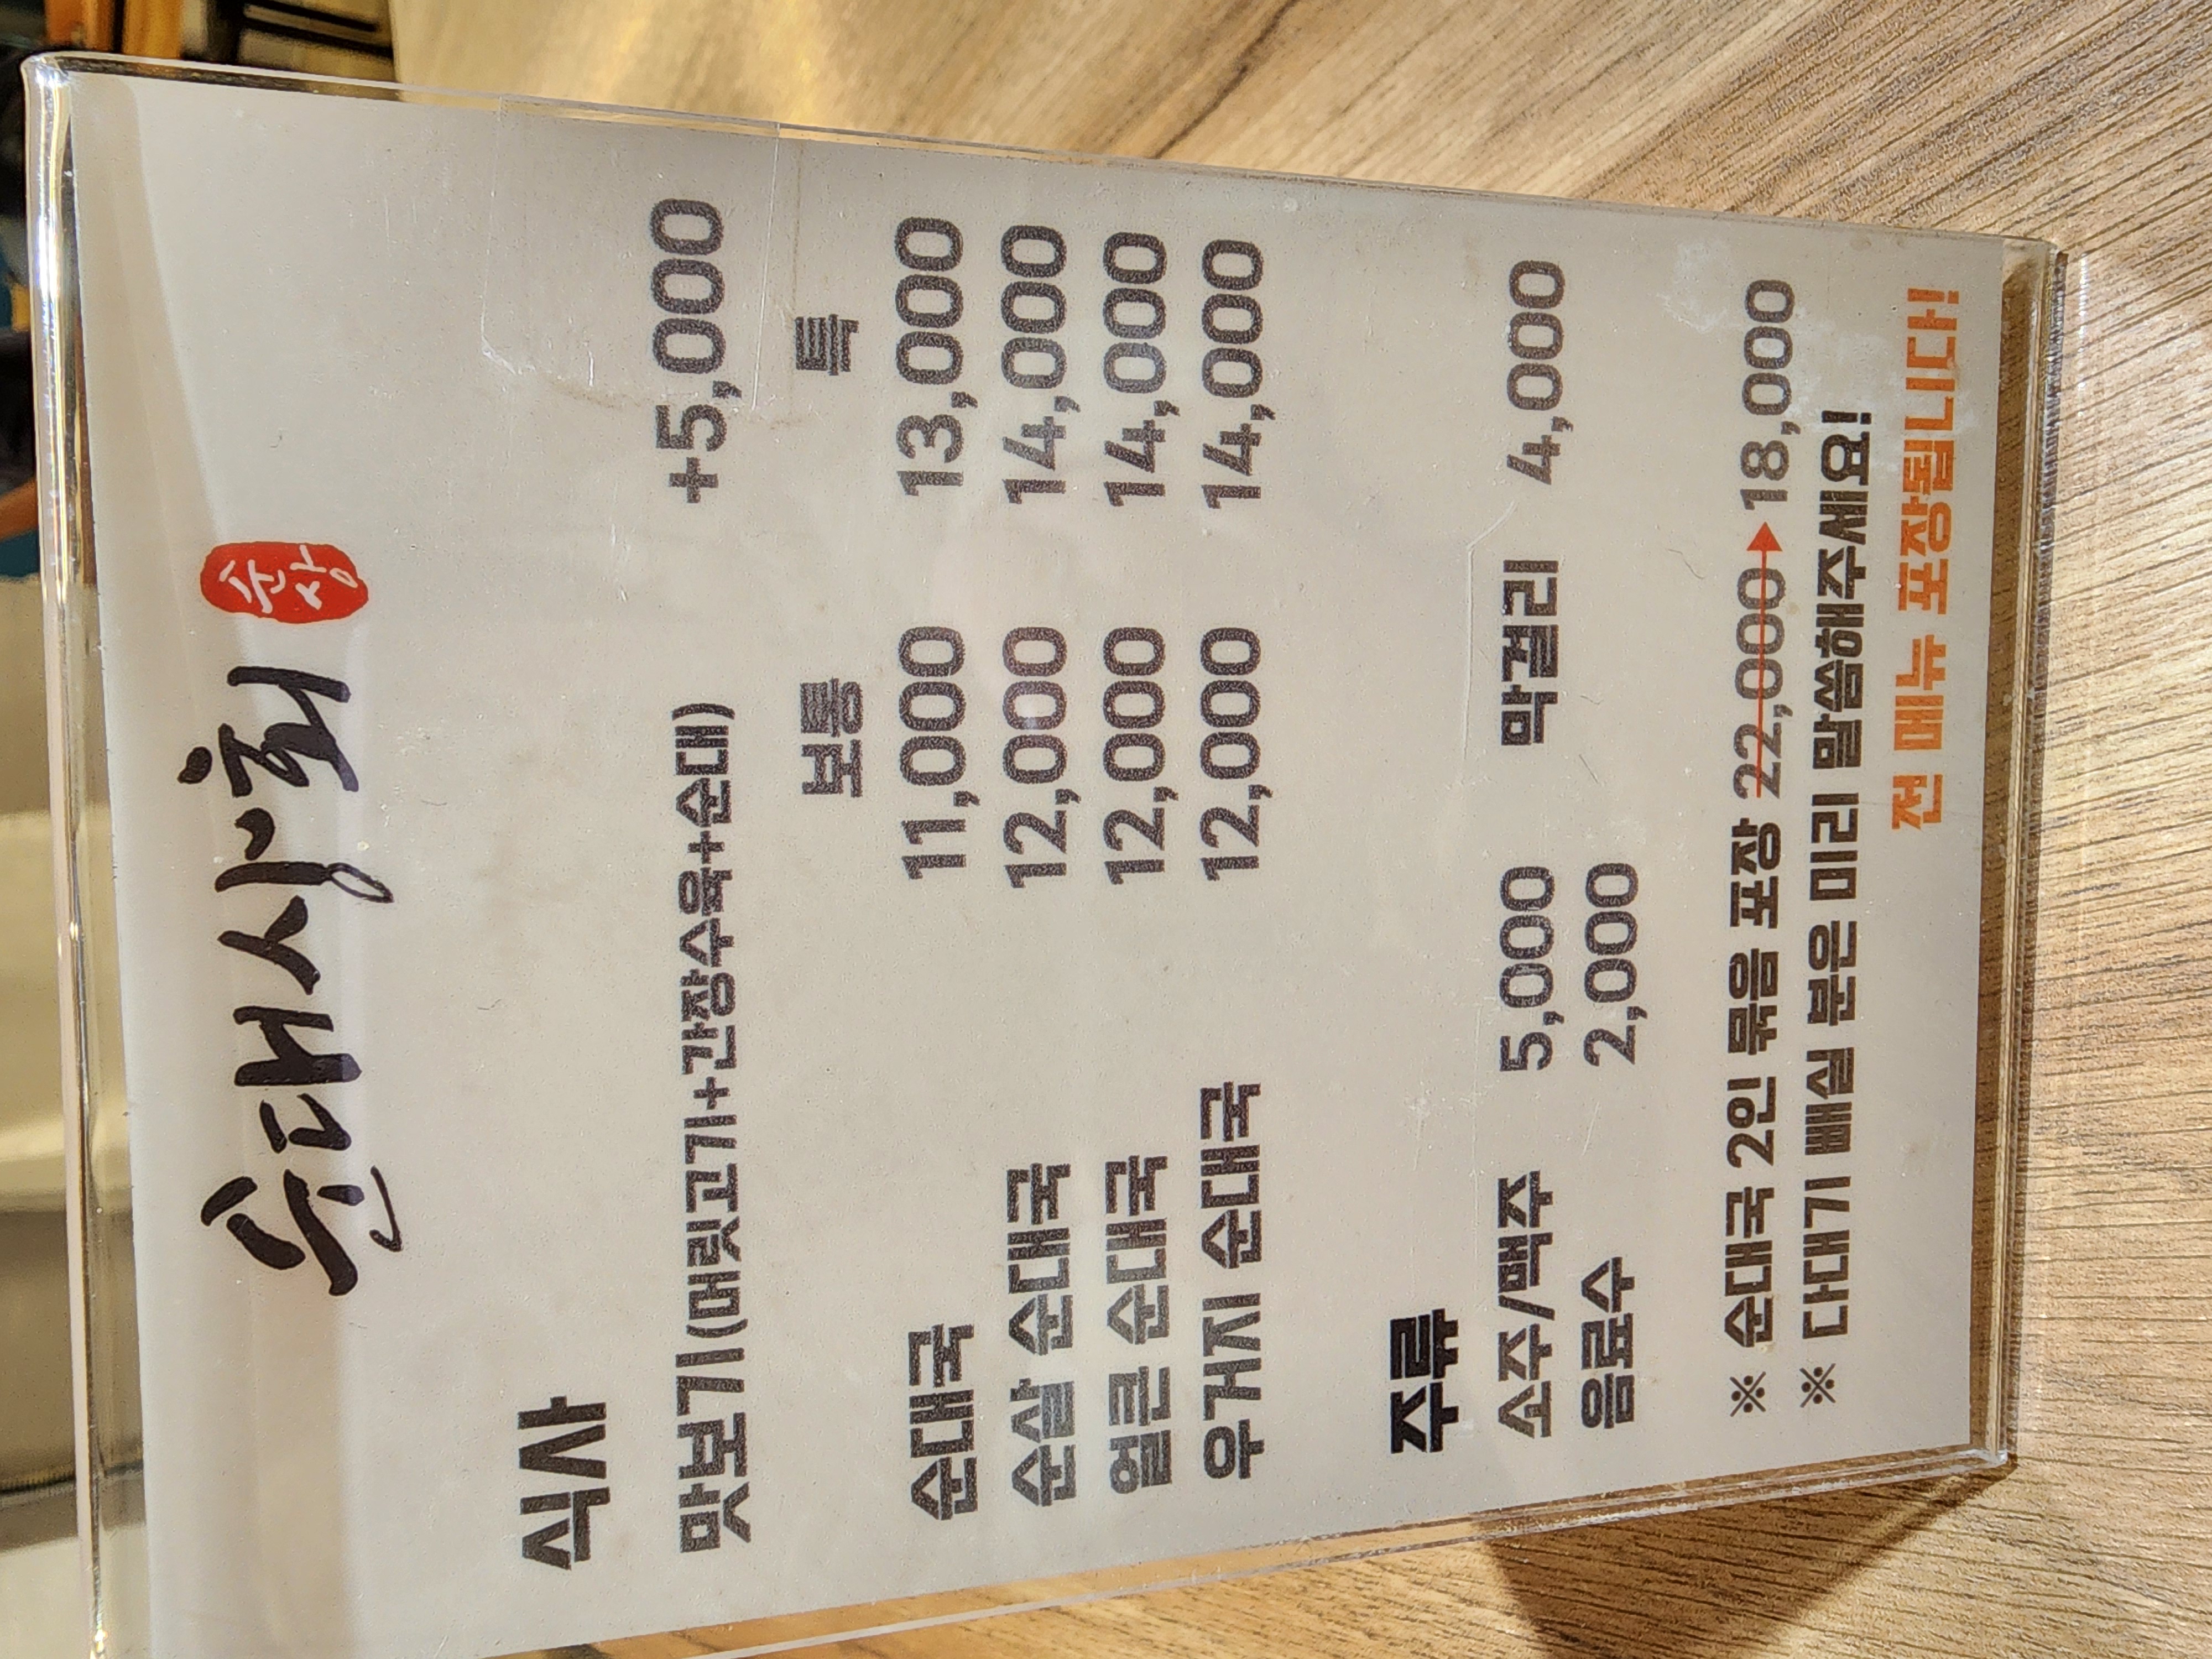 순대사회 순장
식사
맛보기(머릿고기+간장수육+순대) +5,000
보통 특
순대국 11,000 13,000
순살 순대국 12,000 14,000
얼큰 순대국 12,000 14,000
우거지 순대국 12,000 14,000
주류
소주/맥주 5,000 막걸리 4,000
음료수 2,000
※ 순대국 2인 묶음 포장 22,000 18,000
※ 다대기 빼실 분은 미리 말씀해주세요!
전 메뉴 포장됩니다!